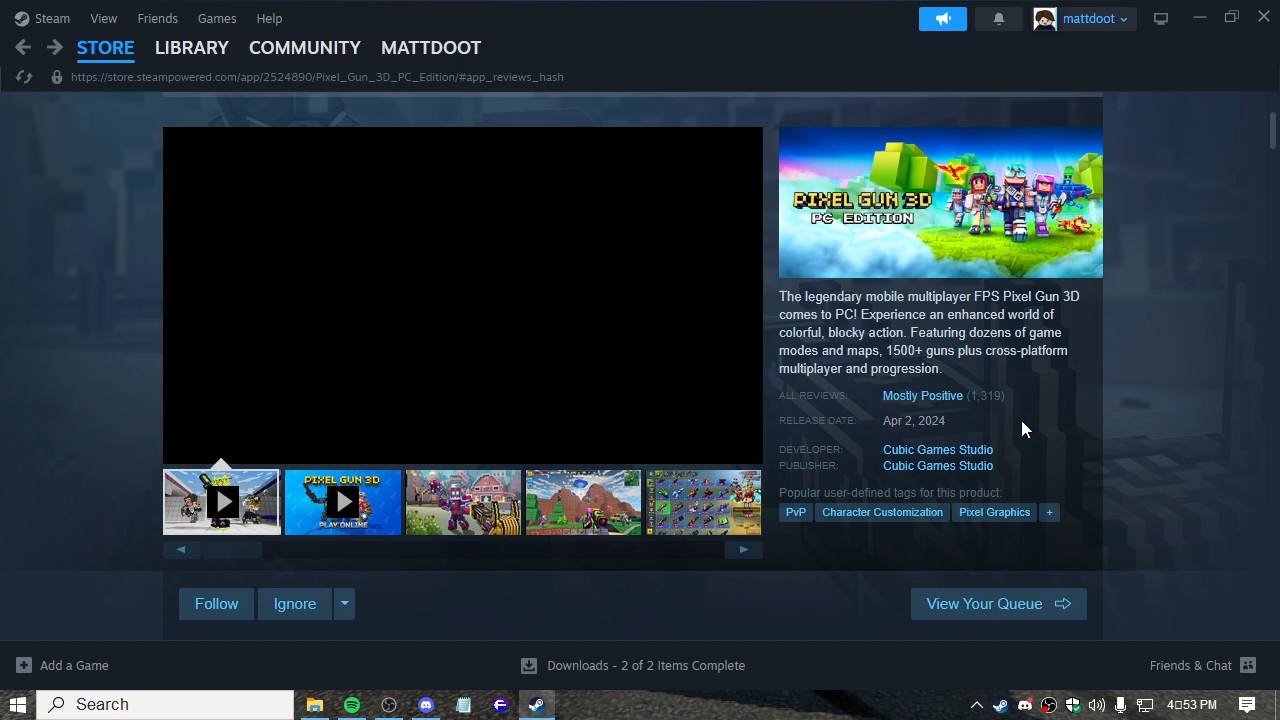 Steam View Friends Games Help
mattdoot
STORE LIBRARY COMMUNITY MATTDOOT
https://store.steampowered.com/app/2524890/Pixel_Gun_3D_PC_Edition/#app_reviews_hash
PIXEL GUN 3D
PC EDITION
The legendary mobile multiplayer FPS Pixel Gun 3D
comes to PC! Experience an enhanced world of
colorful, blocky action. Featuring dozens of game
modes and maps, 1500+ guns plus cross-platform
multiplayer and progression.
ALL REVIEWS: Mostly Positive (1,319)
RELEASE DATE: Apr 2, 2024
DEVELOPER: Cubic Games Studio
PUBLISHER: Cubic Games Studio
Popular user-defined tags for this product:
PvP Character Customization Pixel Graphics +
PIXEL GUN 3D
PLAY ONLINE
Follow Ignore View Your Queue
Add a Game Downloads - 2 of 2 Items Complete Friends & Chat
Search 4□53 PM